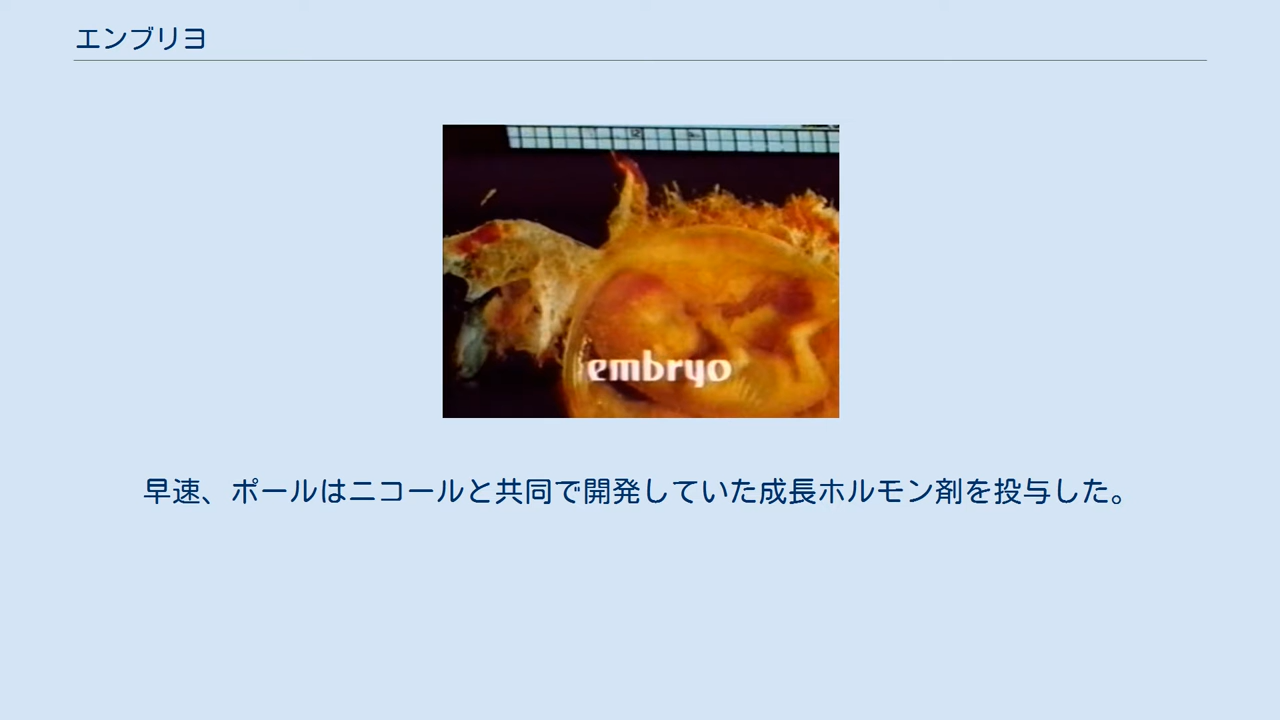 エンブリヨ
embryo
早速、ポールはニコールと共同で開発していた成長ホルモン剤を投与した。